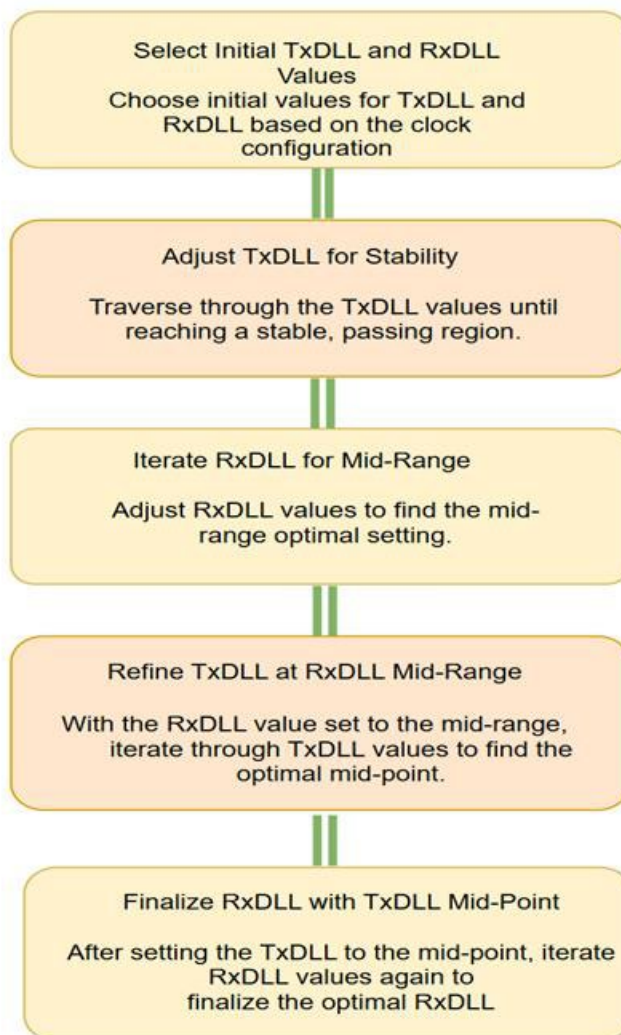 Select Initial TxDLL and RxDLL
Values
Choose initial values for TxDLL and
RxDLL based on the clock
configuration
Adjust TxDLL for Stability
Traverse through the TxDLL values until
reaching a stable, passing region.
Iterate RxDLL for Mid-Range
Adjust RxDLL values to find the mid-
range optimal setting.
Refine TxDLL at RxDLL Mid-Range
With the RxDLL value set to the mid-range,
iterate through TxDLL values to find the
optimal mid-point.
Finalize RxDLL with TxDLL Mid-Point
After setting the TxDLL to the mid-point, iterate
RxDLL values again to
finalize the optimal RxDLL